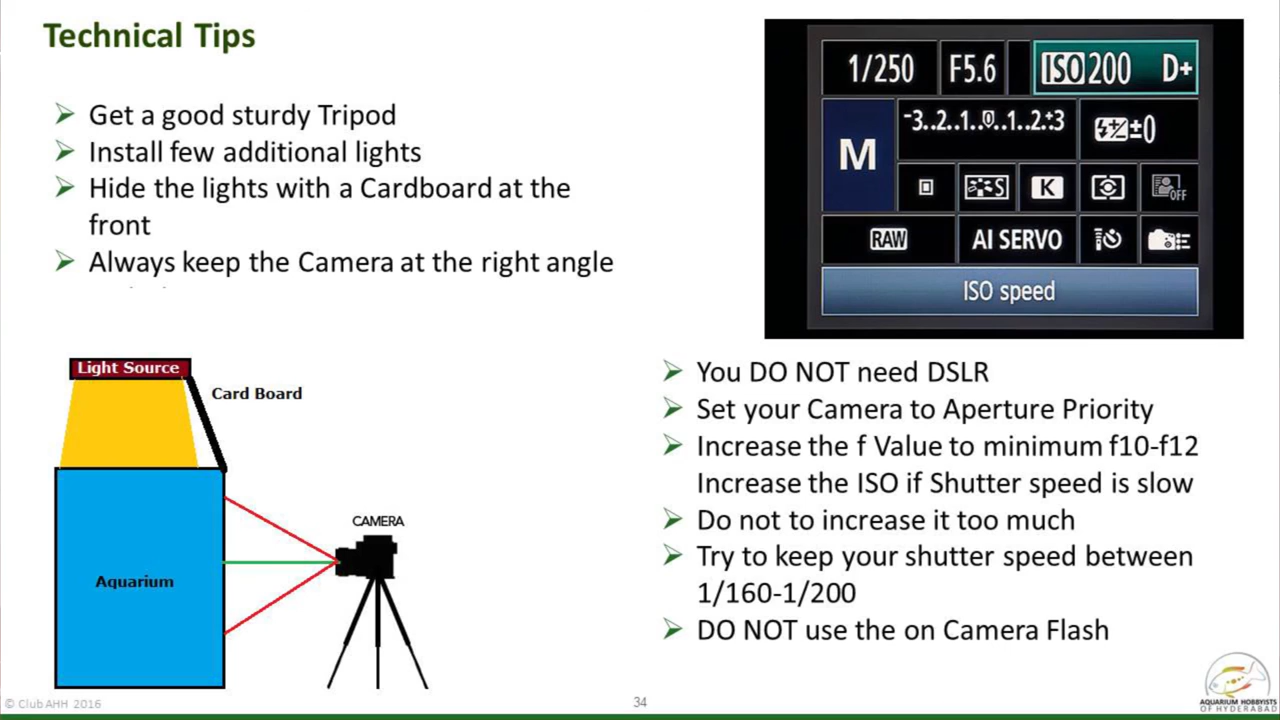 Technical Tips
Get a good sturdy Tripod
Install few additional lights
Hide the lights with a Cardboard at the
front
Always keep the Camera at the right angle
1/250 F5.6 ISO200 D+
-3..2..1..0..1..2..+3 ±0
M
S K OFF
RAW AI SERVO
ISO speed
Light Source
Card Board
CAMERA
Aquarium
You DO NOT need DSLR
Set your Camera to Aperture Priority
Increase the f Value to minimum f10-f12
Increase the ISO if Shutter speed is slow
Do not to increase it too much
Try to keep your shutter speed between
1/160-1/200
DO NOT use the on Camera Flash
© Club AHH 2016
34
AQUARIUM HOBBYISTS
OF HYDERABAD